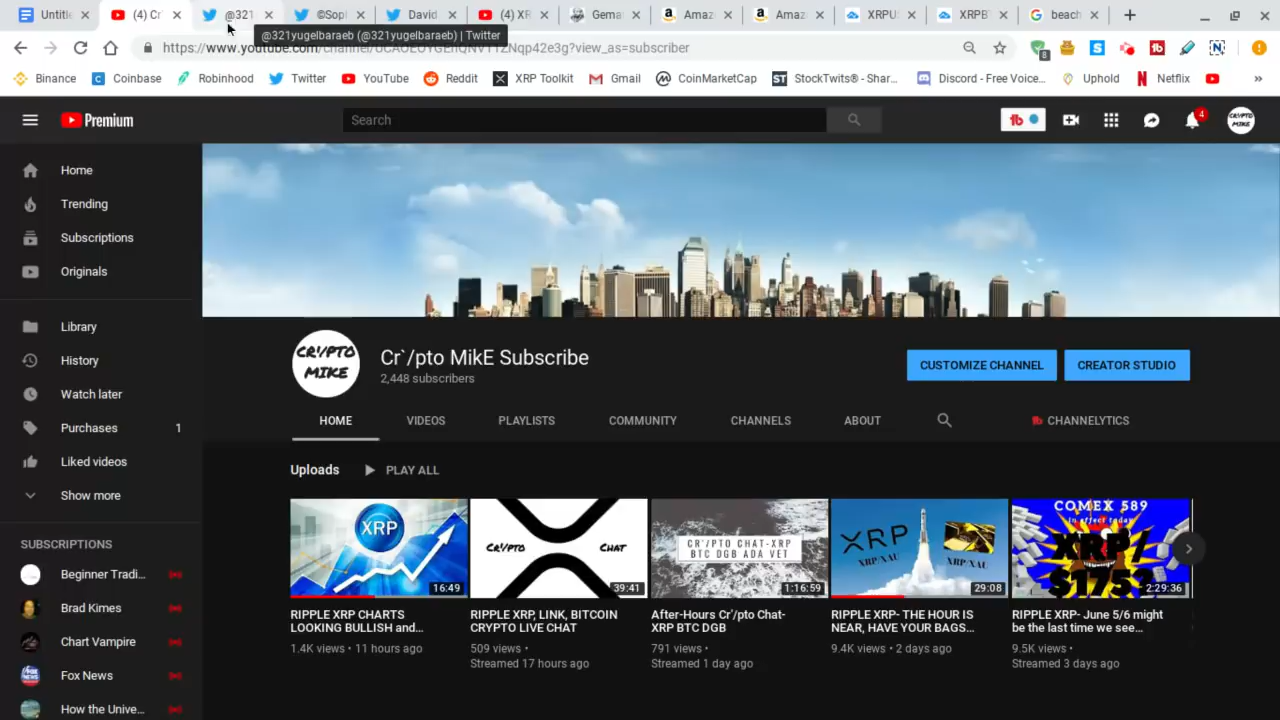 Untitle
(4) Cr
@321
©Sopl
David
(4) XR
Gema
Amaz
Amaz
XRPU
XRPB
beach
@321yugelbaraeb (@321yugelbaraeb) | Twitter
https://www.youtube.com/channel/
?view_as=subscriber
8
Binance
Coinbase
Robinhood
Twitter
YouTube
Reddit
XRP Toolkit
Gmail
CoinMarketCap
StockTwits® - Shar...
Discord - Free Voice...
Uphold
Netflix
»
Premium
Search
4
Home
Trending
Subscriptions
Originals
Library
History
Watch later
Purchases 1
Liked videos
Show more
SUBSCRIPTIONS
Beginner Tradi...
Brad Kimes
Chart Vampire
Fox News
How the Unive...
CR`/PTO
MIKE
Cr`/pto MikE Subscribe
2,448 subscribers
CUSTOMIZE CHANNEL
CREATOR STUDIO
HOME
VIDEOS
PLAYLISTS
COMMUNITY
CHANNELS
ABOUT
CHANNELYTICS
Uploads
PLAY ALL
XRP
16:49
RIPPLE XRP CHARTS
LOOKING BULLISH and...
1.4K views • 11 hours ago
Cr`/pto Chat
39:41
RIPPLE XRP, LINK, BITCOIN
CRYPTO LIVE CHAT
509 views •
Streamed 17 hours ago
CR`/PTO CHAT-XRP
BTC DGB ADA VET
1:16:59
After-Hours Cr'/pto Chat-
XRP BTC DGB
791 views •
Streamed 1 day ago
XRP
XRP/XAU
XRP/XAU
29:08
RIPPLE XRP- THE HOUR IS
NEAR, HAVE YOUR BAGS...
9.4K views • 2 days ago
COMEX 589
in effect today
XRP/
$1752
2:29:36
RIPPLE XRP- June 5/6 might
be the last time we see...
9.5K views •
Streamed 3 days ago